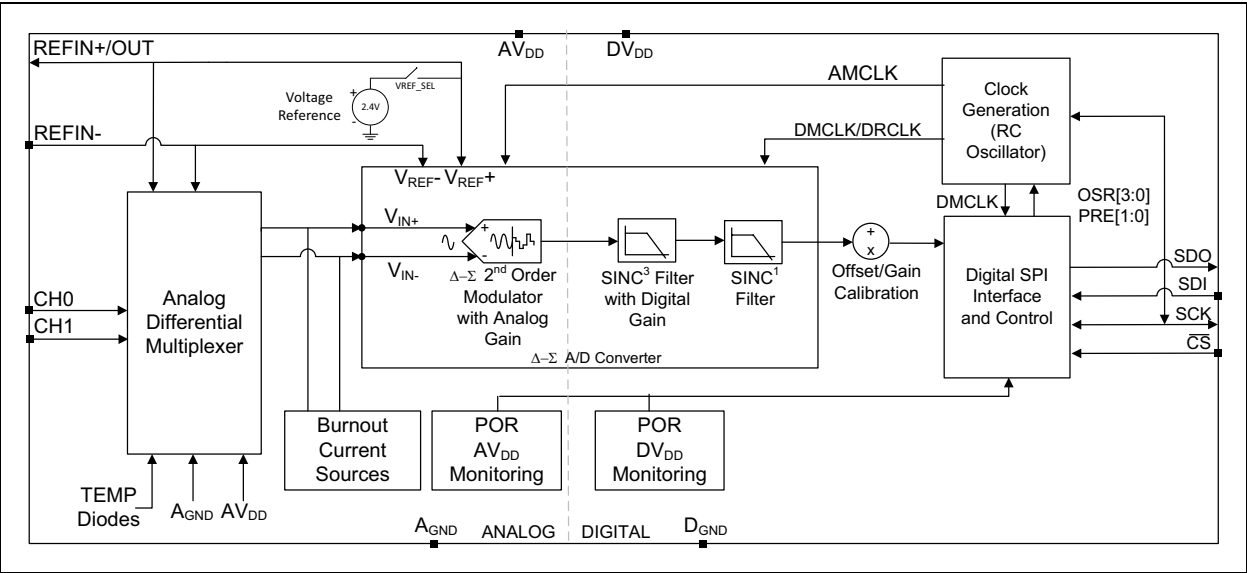 REFIN+/OUT
AVDD
DVDD
Voltage
Reference
+
2.4V
-
VREF_SEL
AMCLK
Clock
Generation
(RC
Oscillator)
REFIN-
DMCLK/DRCLK
VREF- VREF+
DMCLK
OSR[3:0]
PRE[1:0]
VIN+
+
-
VIN-
Δ–Σ 2nd Order
Modulator
with Analog
Gain
SINC3 Filter
with Digital
Gain
SINC1
Filter
+
x
Offset/Gain
Calibration
Digital SPI
Interface
and Control
SDO
SDI
SCK
CS
CH0
CH1
Analog
Differential
Multiplexer
Δ–Σ A/D Converter
Burnout
Current
Sources
POR
AVDD
Monitoring
POR
DVDD
Monitoring
TEMP
Diodes
AGND
AVDD
AGND
ANALOG
DIGITAL
DGND